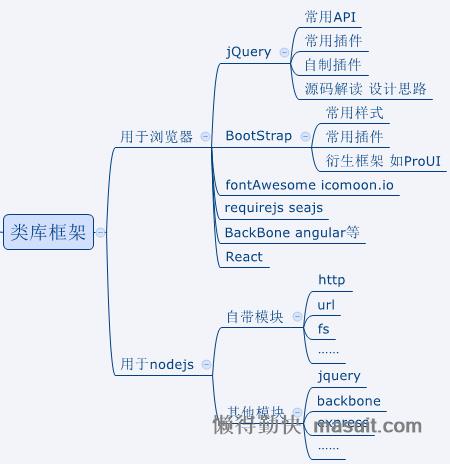 常用API
常用插件
jQuery
自制插件
源码解读 设计思路
常用样式
用于浏览器
BootStrap
常用插件
衍生框架 如ProUI
fontAwesome icomoon.io
requirejs seajs
类库框架
BackBone angular等
React
http
自带模块
url
fs
……
用于nodejs
jquery
backbone
其他模块
express
懒得勤快 masuit.com
……